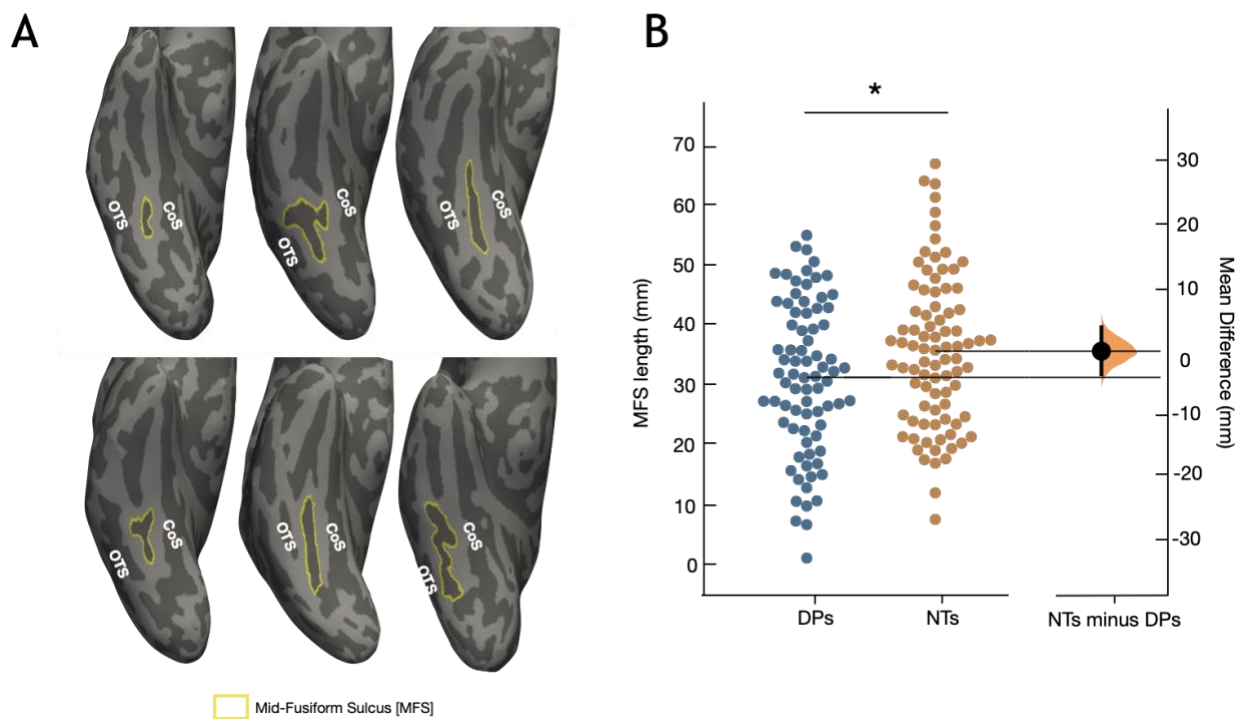 A
OTS
CoS
OTS
CoS
OTS
CoS
OTS
CoS
OTS
CoS
OTS
CoS
Mid-Fusiform Sulcus [MFS]
B
*
MFS length (mm)
70
60
50
40
30
20
10
0
DPs
NTs
NTs minus DPs
30
20
10
0
-10
-20
-30
Mean Difference (mm)